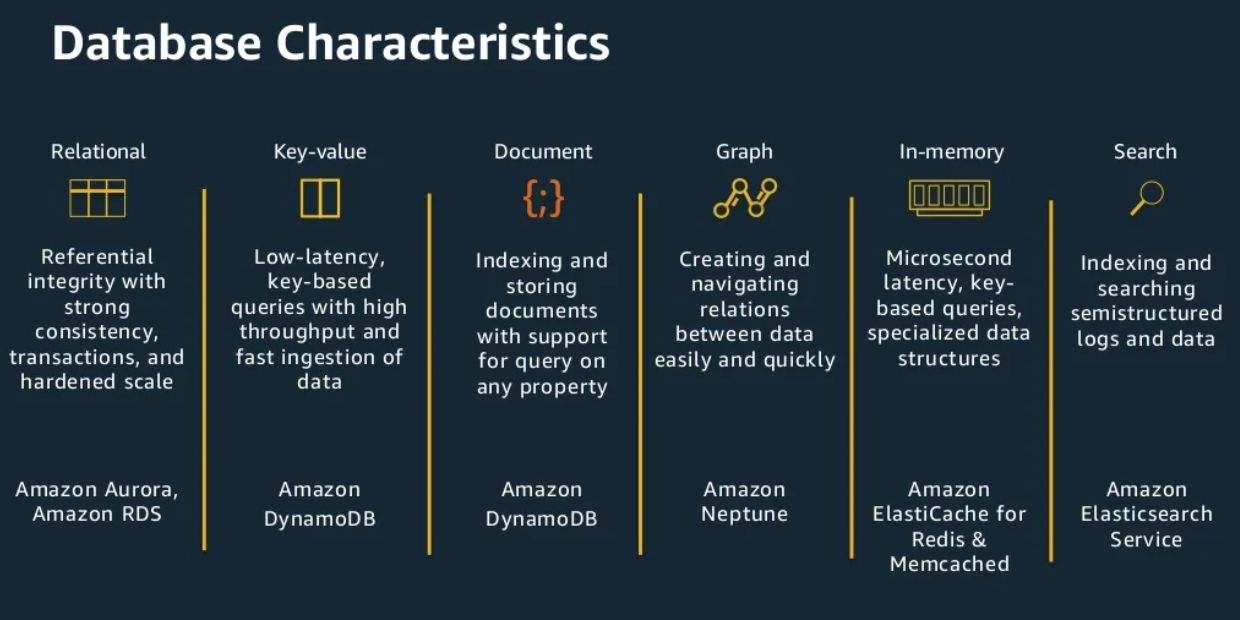 Database Characteristics
Relational
Referential
integrity with
strong
consistency,
transactions, and
hardened scale
Amazon Aurora,
Amazon RDS
Key-value
Low-latency,
key-based
queries with high
throughput and
fast ingestion of
data
Amazon
DynamoDB
Document
{;}
Indexing and
storing
documents
with support
for query on
any property
Amazon
DynamoDB
Graph
Creating and
navigating
relations
between data
easily and quickly
Amazon
Neptune
In-memory
Microsecond
latency, key-
based queries,
specialized data
structures
Amazon
ElastiCache for
Redis &
Memcached
Search
Indexing and
searching
semistructured
logs and data
Amazon
Elasticsearch
Service